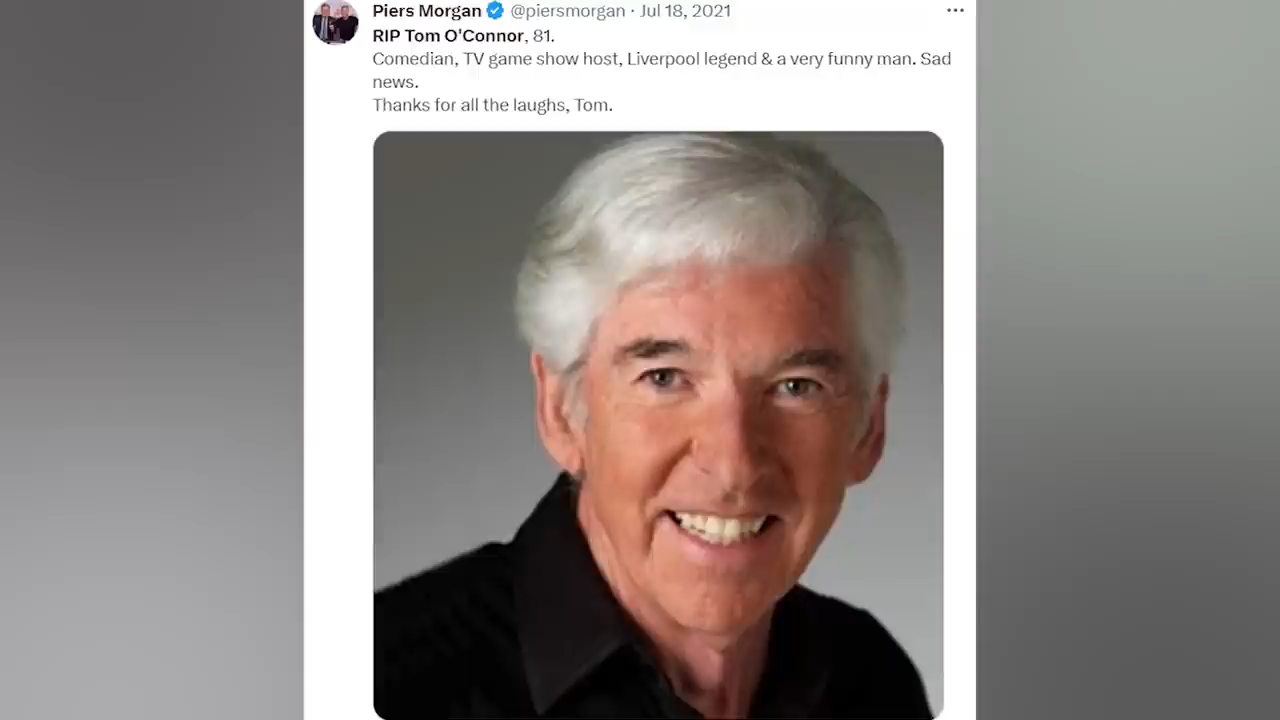 Piers Morgan @piersmorgan · Jul 18, 2021
RIP Tom O'Connor, 81.
Comedian, TV game show host, Liverpool legend & a very funny man. Sad
news.
Thanks for all the laughs, Tom.